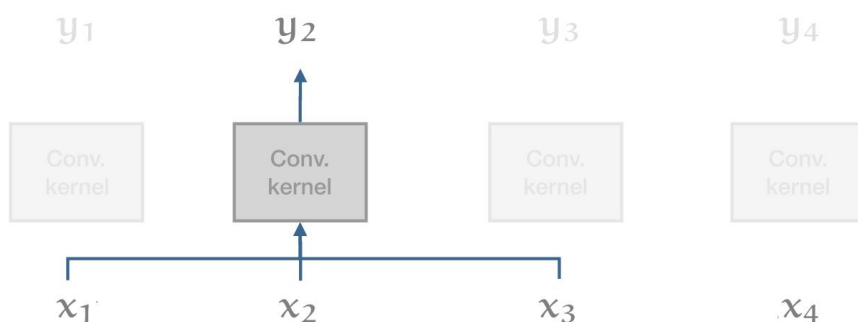 y1 y2 y3 y4
Conv. Conv. Conv. Conv.
kernel kernel kernel kernel
x1 x2 x3 x4